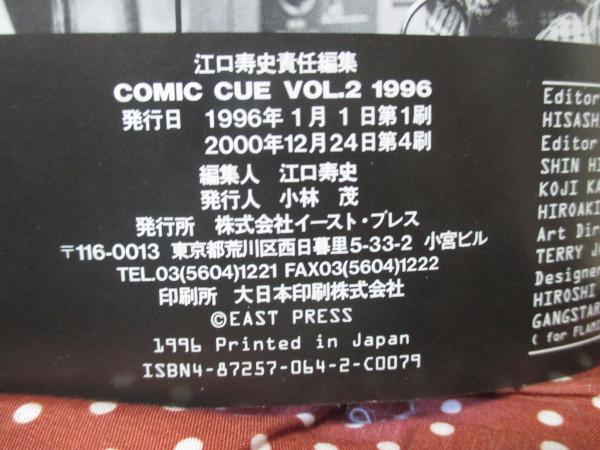 江口寿史責任編集
COMIC CUE VOL.2 1996
発行日 1996年1月1日第1刷
2000年12月24日第4刷
編集人 江口寿史
発行人 小林 茂
発行所 株式会社イースト・プレス
〒116-0013 東京都荒川区西日暮里5-33-2 小宮ビル
TEL.03(5604)1221 FAX03(5604)1222
印刷所 大日本印刷株式会社
©EAST PRESS
1996 Printed in Japan
ISBN4-87257-064-2-C0079
Editor
HISASH
Editor
SHIN HI
KOJI KA
HIROAKI
Art Dir
TERRY J
Designer
HIROSHI
GANGSTAR
( for FLAM